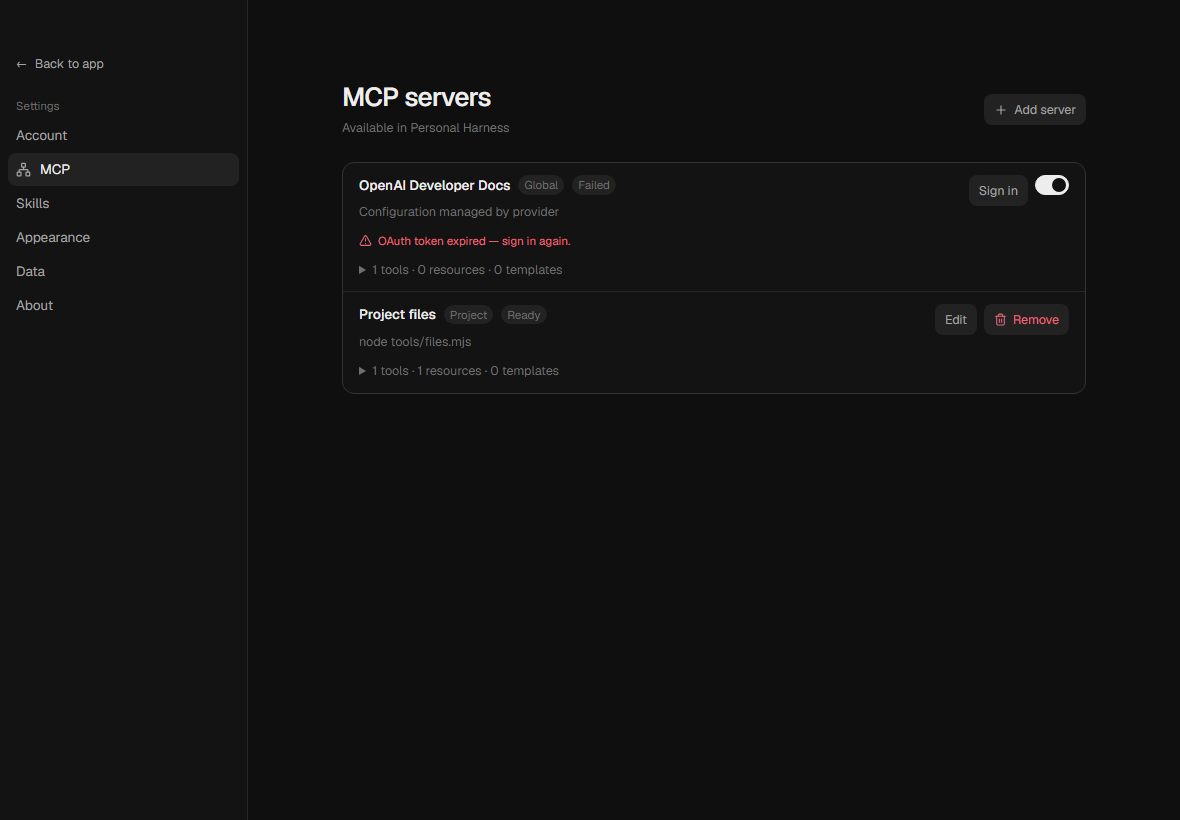 ← Back to app
Settings
Account
MCP
Skills
Appearance
Data
About
MCP servers
Available in Personal Harness
+ Add server
OpenAI Developer Docs Global Failed
Sign in
Configuration managed by provider
OAuth token expired — sign in again.
1 tools · 0 resources · 0 templates
Project files Project Ready
Edit Remove
node tools/files.mjs
1 tools · 1 resources · 0 templates